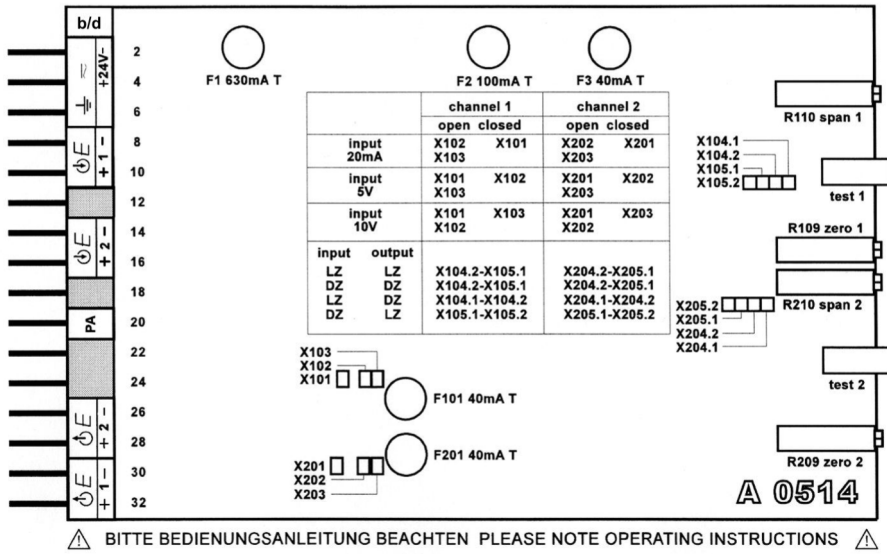 b/d
+24V-
2
4
6
8
10
12
14
16
18
20
22
24
26
28
30
32
E
+ 1 -
E
+ 2 -
PA
E
+ 2 -
E
+ 1 -
F1 630mA T
F2 100mA T
F3 40mA T
channel 1 channel 2
open closed open closed
input 20mA X102 X101 X202 X201
X103 X203
input 5V X101 X102 X201 X202
X103 X203
input 10V X101 X103 X201 X203
X102 X202
input output
LZ LZ X104.2-X105.1 X204.2-X205.1
DZ DZ X104.2-X105.1 X204.2-X205.1
LZ DZ X104.1-X104.2 X204.1-X204.2
DZ LZ X105.1-X105.2 X205.1-X205.2
R110 span 1
X104.1
X104.2
X105.1
X105.2
test 1
R109 zero 1
R210 span 2
X205.2
X205.1
X204.2
X204.1
test 2
R209 zero 2
X103
X102
X101
F101 40mA T
F201 40mA T
X201
X202
X203
A 0514
BITTE BEDIENUNGSANLEITUNG BEACHTEN PLEASE NOTE OPERATING INSTRUCTIONS